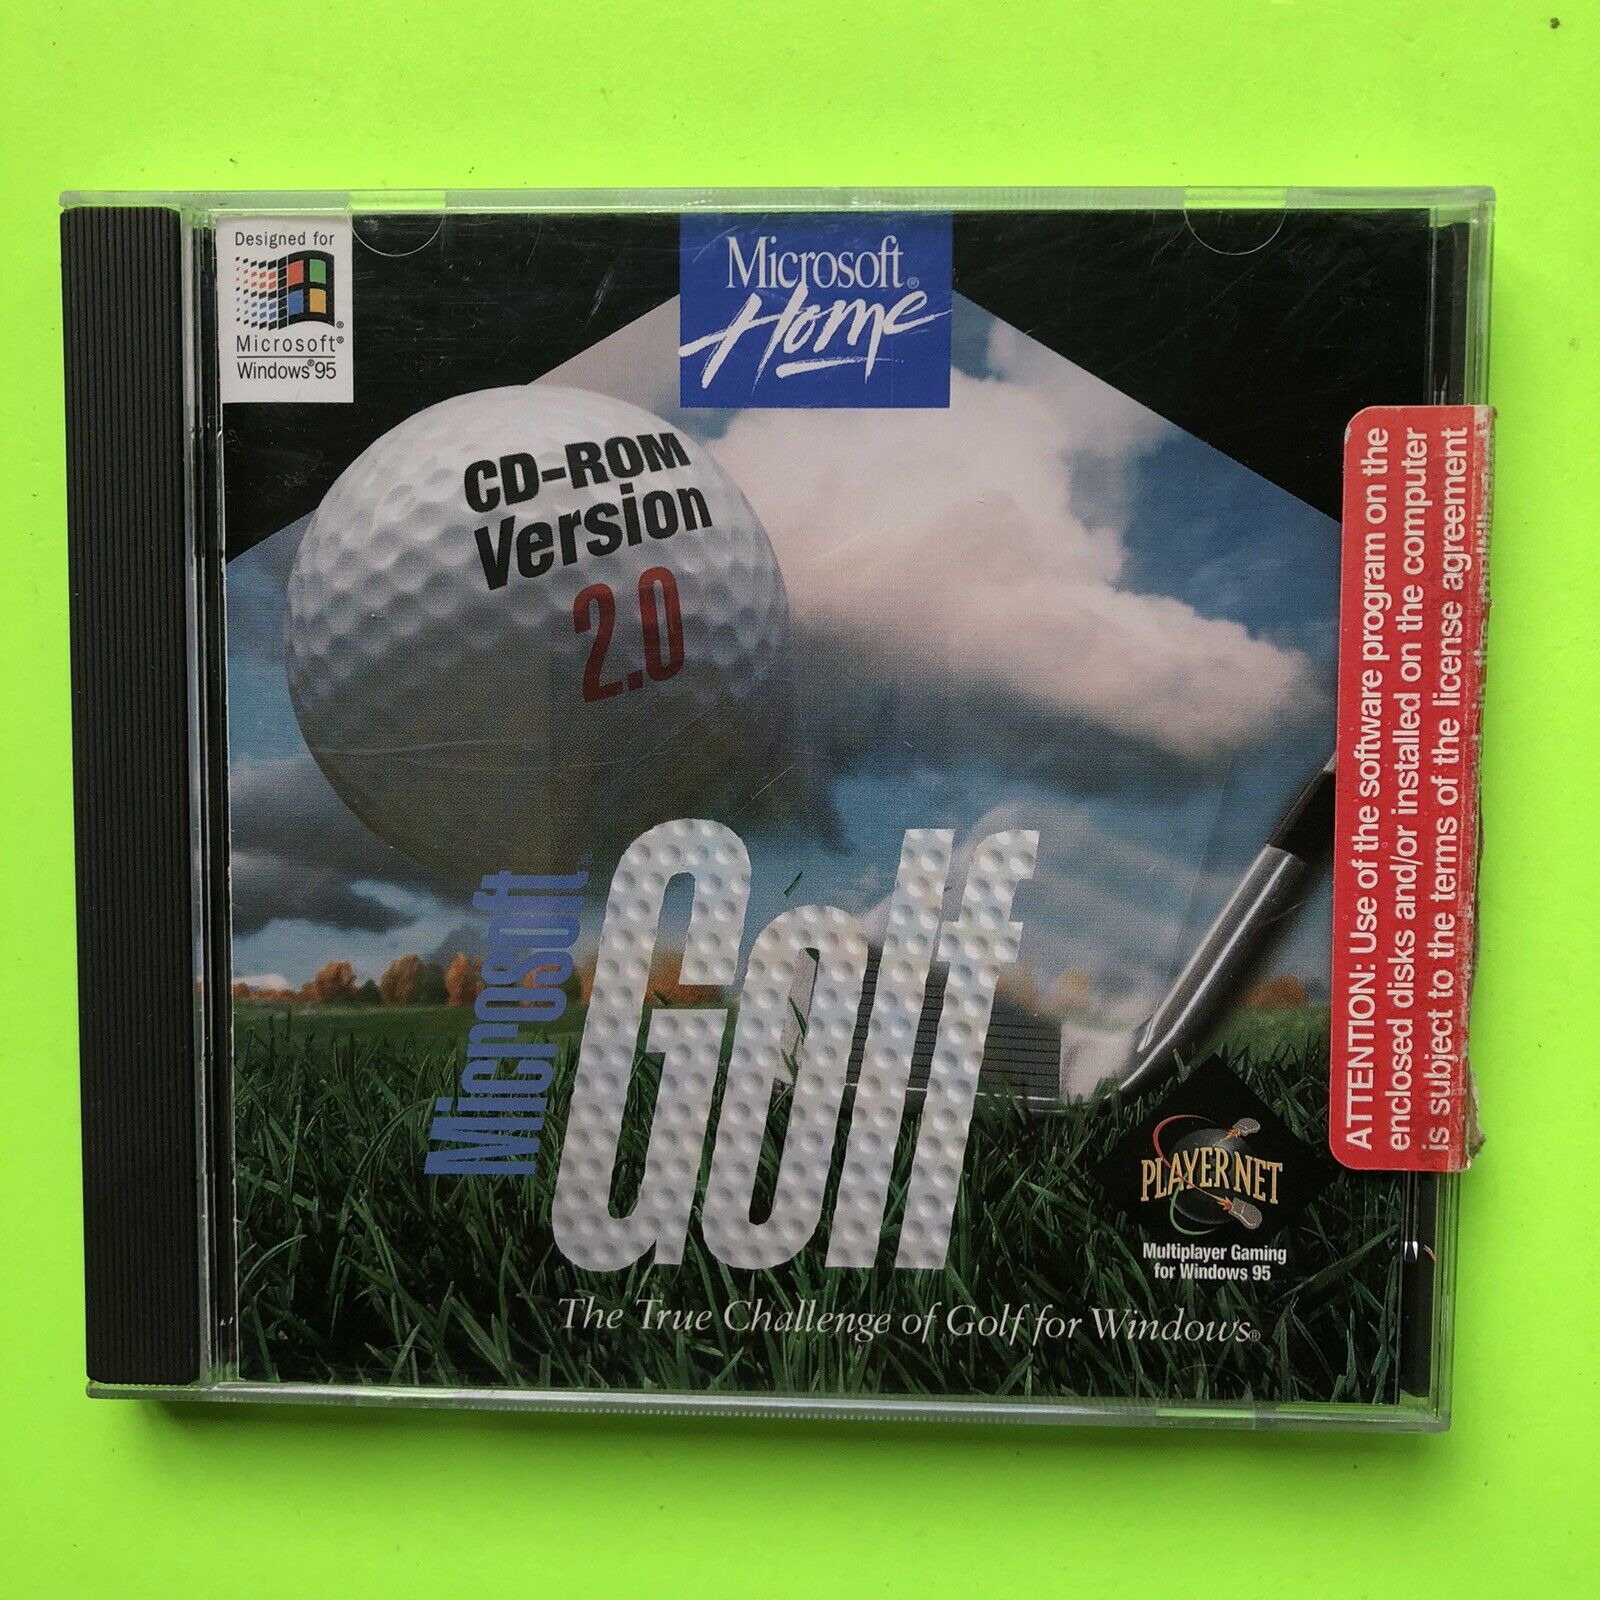 Designed for
Microsoft®
Windows®95
Microsoft®
Home
CD-ROM
Version
2.0
Microsoft®
Golf
The True Challenge of Golf for Windows®
PLAYERNET
Multiplayer Gaming
for Windows 95
ATTENTION: Use of the software program on the
enclosed disks and/or installed on the computer
is subject to the terms of the license agreement